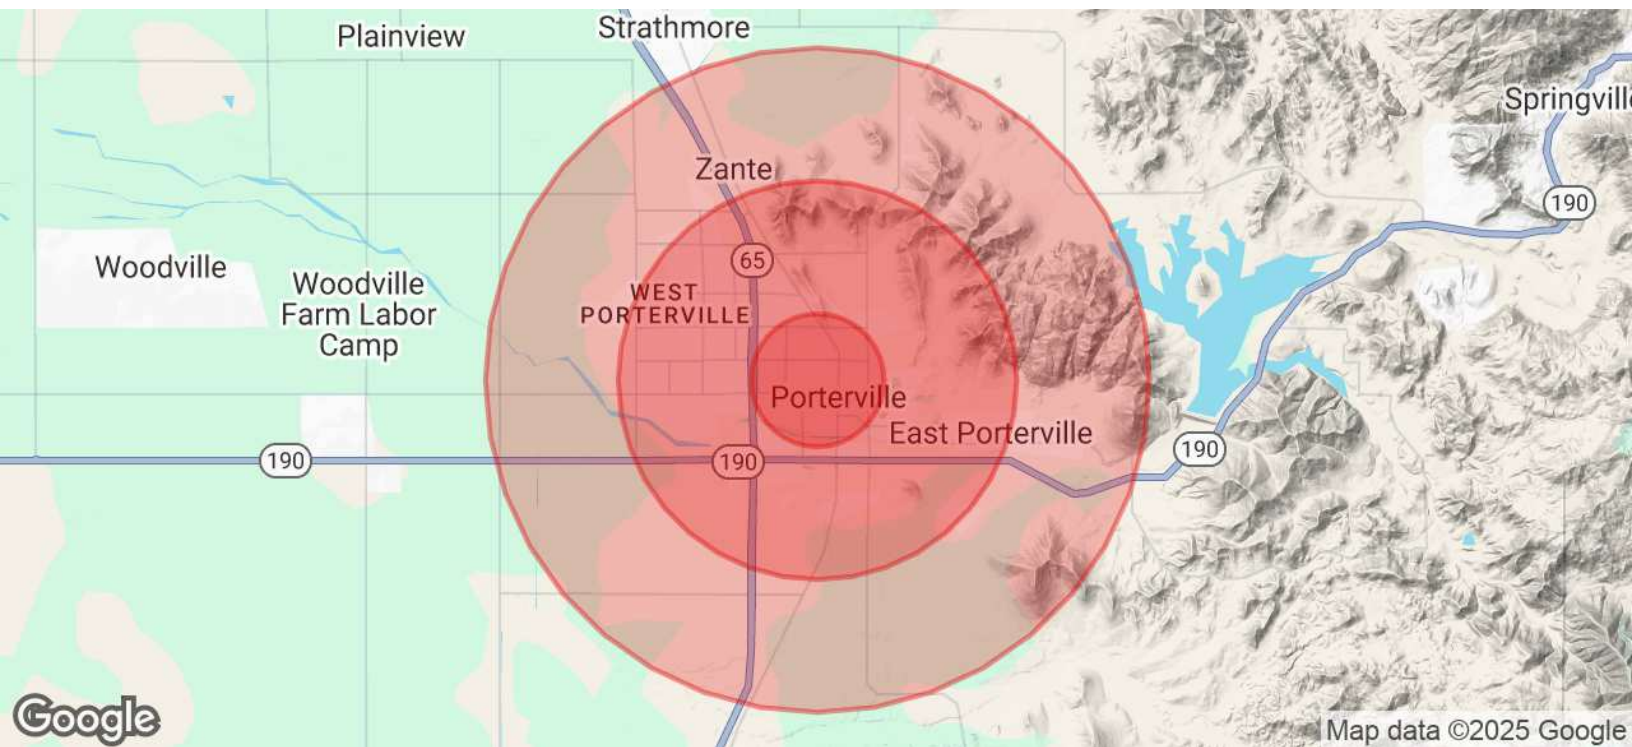 Plainview
Strathmore
Springville
Zante
190
Woodville
65
Woodville
Farm Labor
Camp
WEST
PORTERVILLE
Porterville
East Porterville
190
190
190
Google
Map data ©2025 Google